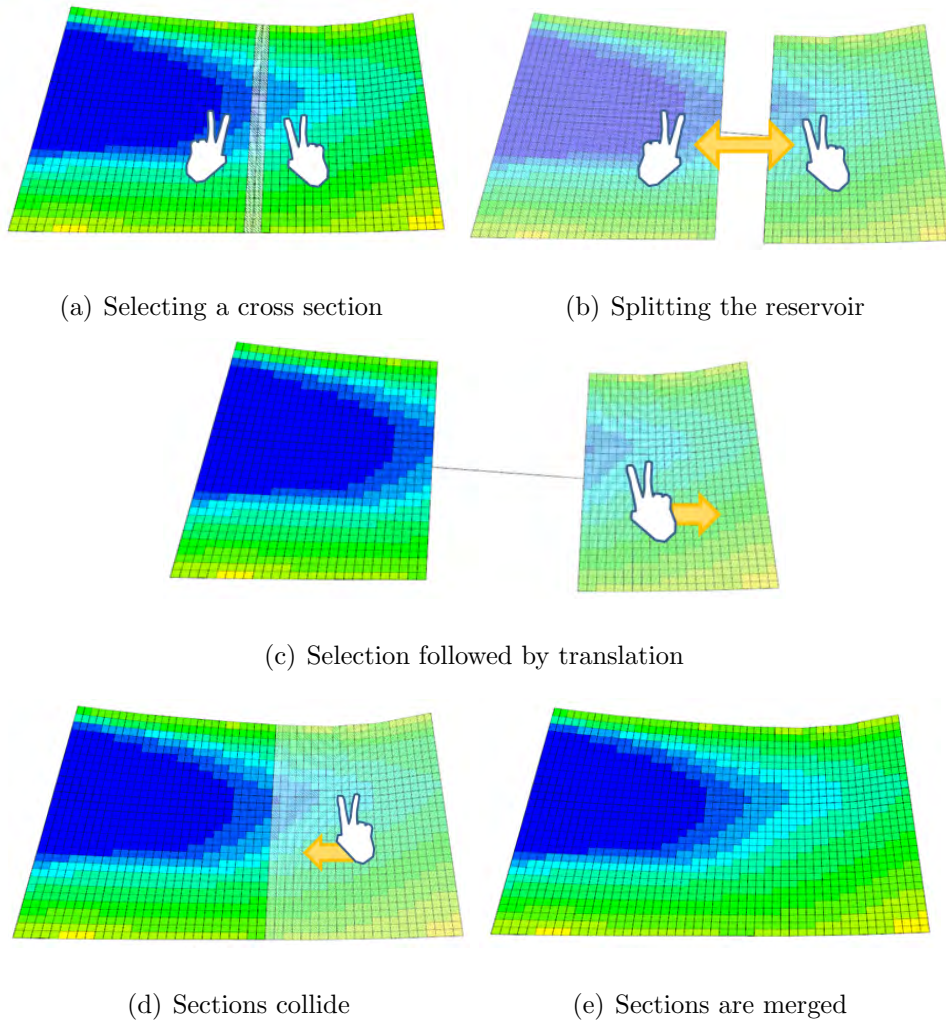 (a) Selecting a cross section
(b) Splitting the reservoir
(c) Selection followed by translation
(d) Sections collide
(e) Sections are merged